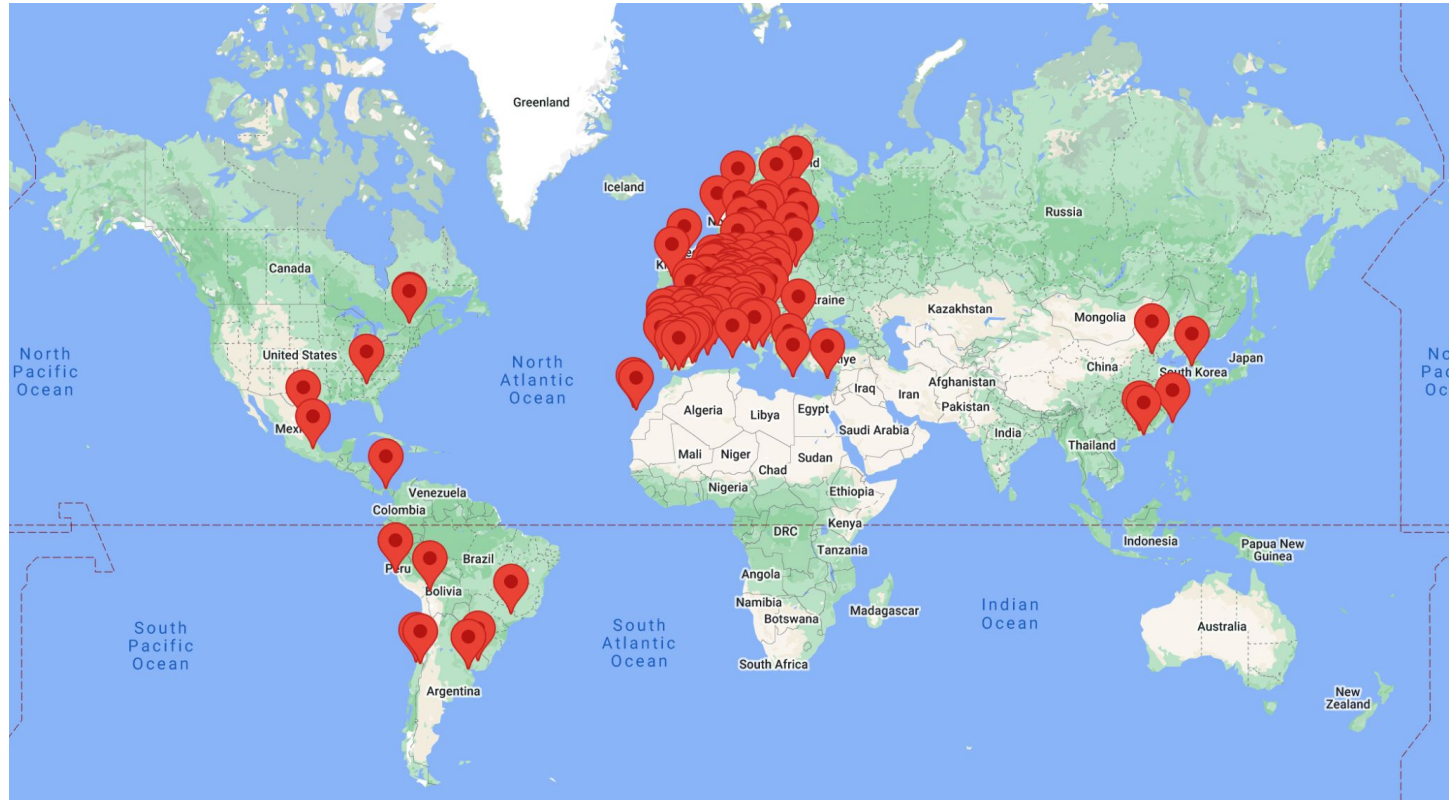 Greenland
Iceland
Russia
Canada
Kazakhstan
Mongolia
North
Pacific
Ocean
United States
North
Atlantic
Ocean
China
South Korea
Japan
Afghanistan
Iraq
Iran
Pakistan
Algeria
Libya
Egypt
Saudi Arabia
India
Thailand
Mali
Niger
Chad
Sudan
Nigeria
Ethiopia
Venezuela
Colombia
DRC
Kenya
Tanzania
Indonesia
Papua New
Guinea
Brazil
Bolivia
Angola
Namibia
Botswana
Madagascar
Indian
Ocean
Australia
South
Pacific
Ocean
South
Atlantic
Ocean
South Africa
Argentina
New
Zealand